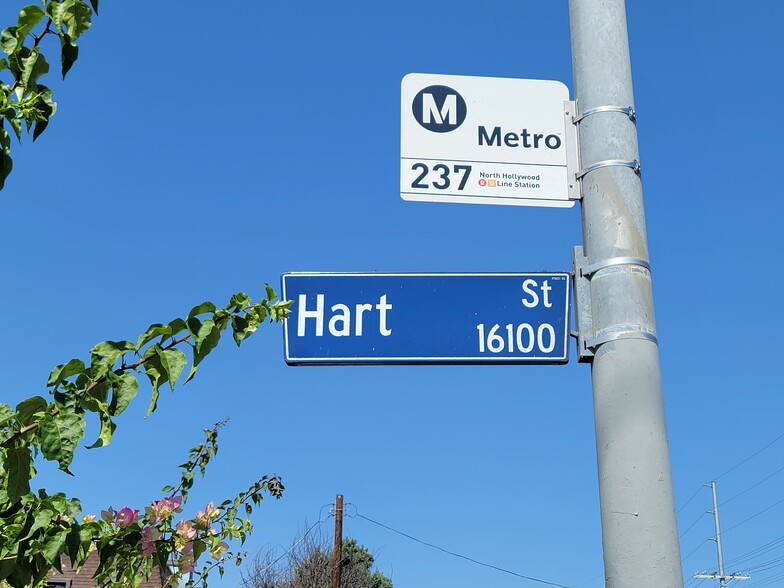 M
Metro
237 North Hollywood
B G Line Station
Hart St
16100